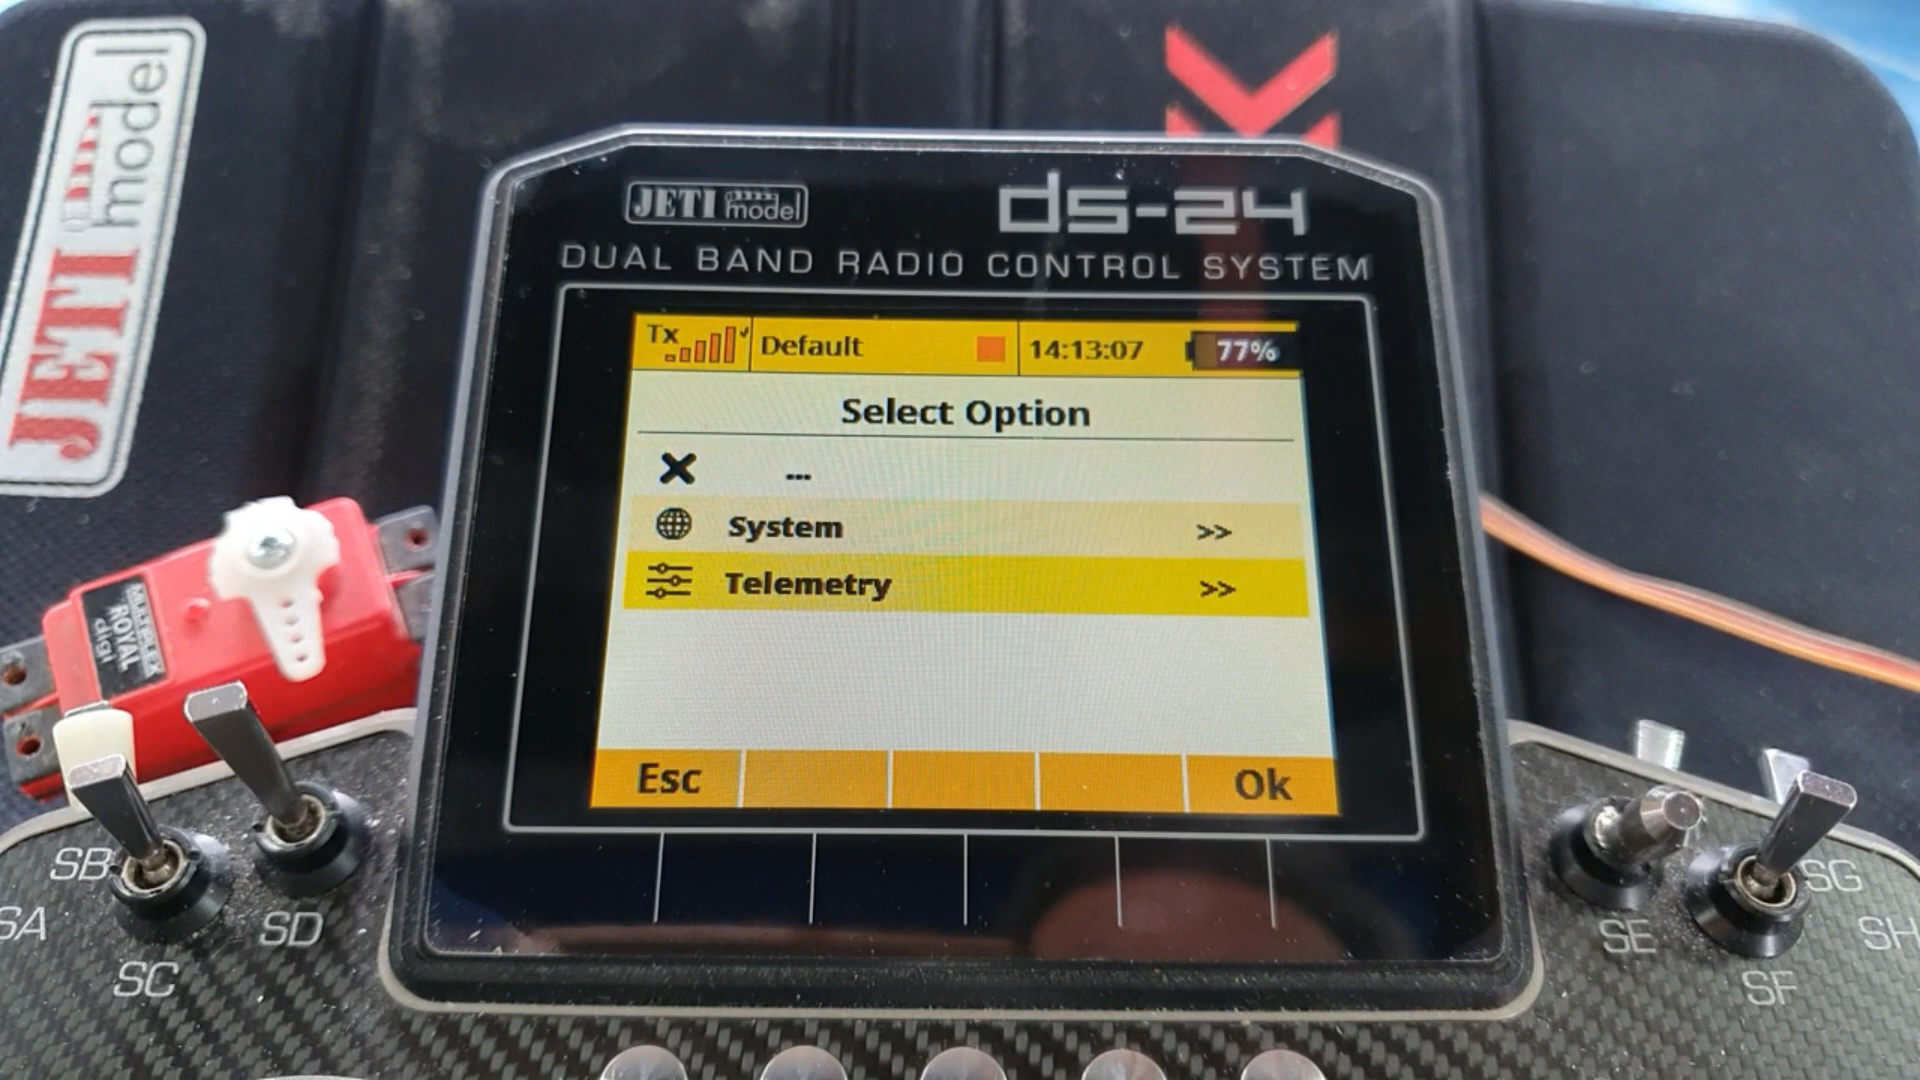 JETI model
JETI model
ds-24
DUAL BAND RADIO CONTROL SYSTEM
Tx
Default
14:13:07
77%
Select Option
...
System >>
Telemetry >>
Esc
Ok
MULTIPLEX
ROYAL
digi
SB
SA
SD
SC
SG
SE
SH
SF